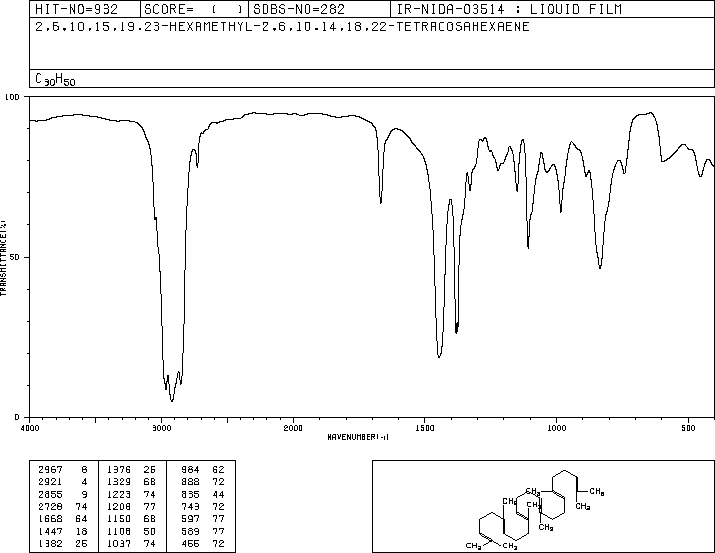 HIT-NO=932 SCORE= ( ) SDBS-NO=282 IR-NIDA-03514 : LIQUID FILM
2,6,10,15,19,23-HEXAMETHYL-2,6,10,14,18,22-TETRACOSAHEXAENE
C30H50
100
50
0
TRANSMITTANCE(%)
4000 3000 2000 1500 1000 500
WAVENUMBER(-1)
2967 8 1376 26 984 62
2921 4 1329 68 888 72
2855 9 1223 74 835 44
2728 74 1208 77 743 72
1668 64 1150 68 597 77
1447 18 1108 50 589 77
1382 26 1037 74 455 72
CH3 CH3
CH3 CH3 CH3
CH3
CH3 CH3